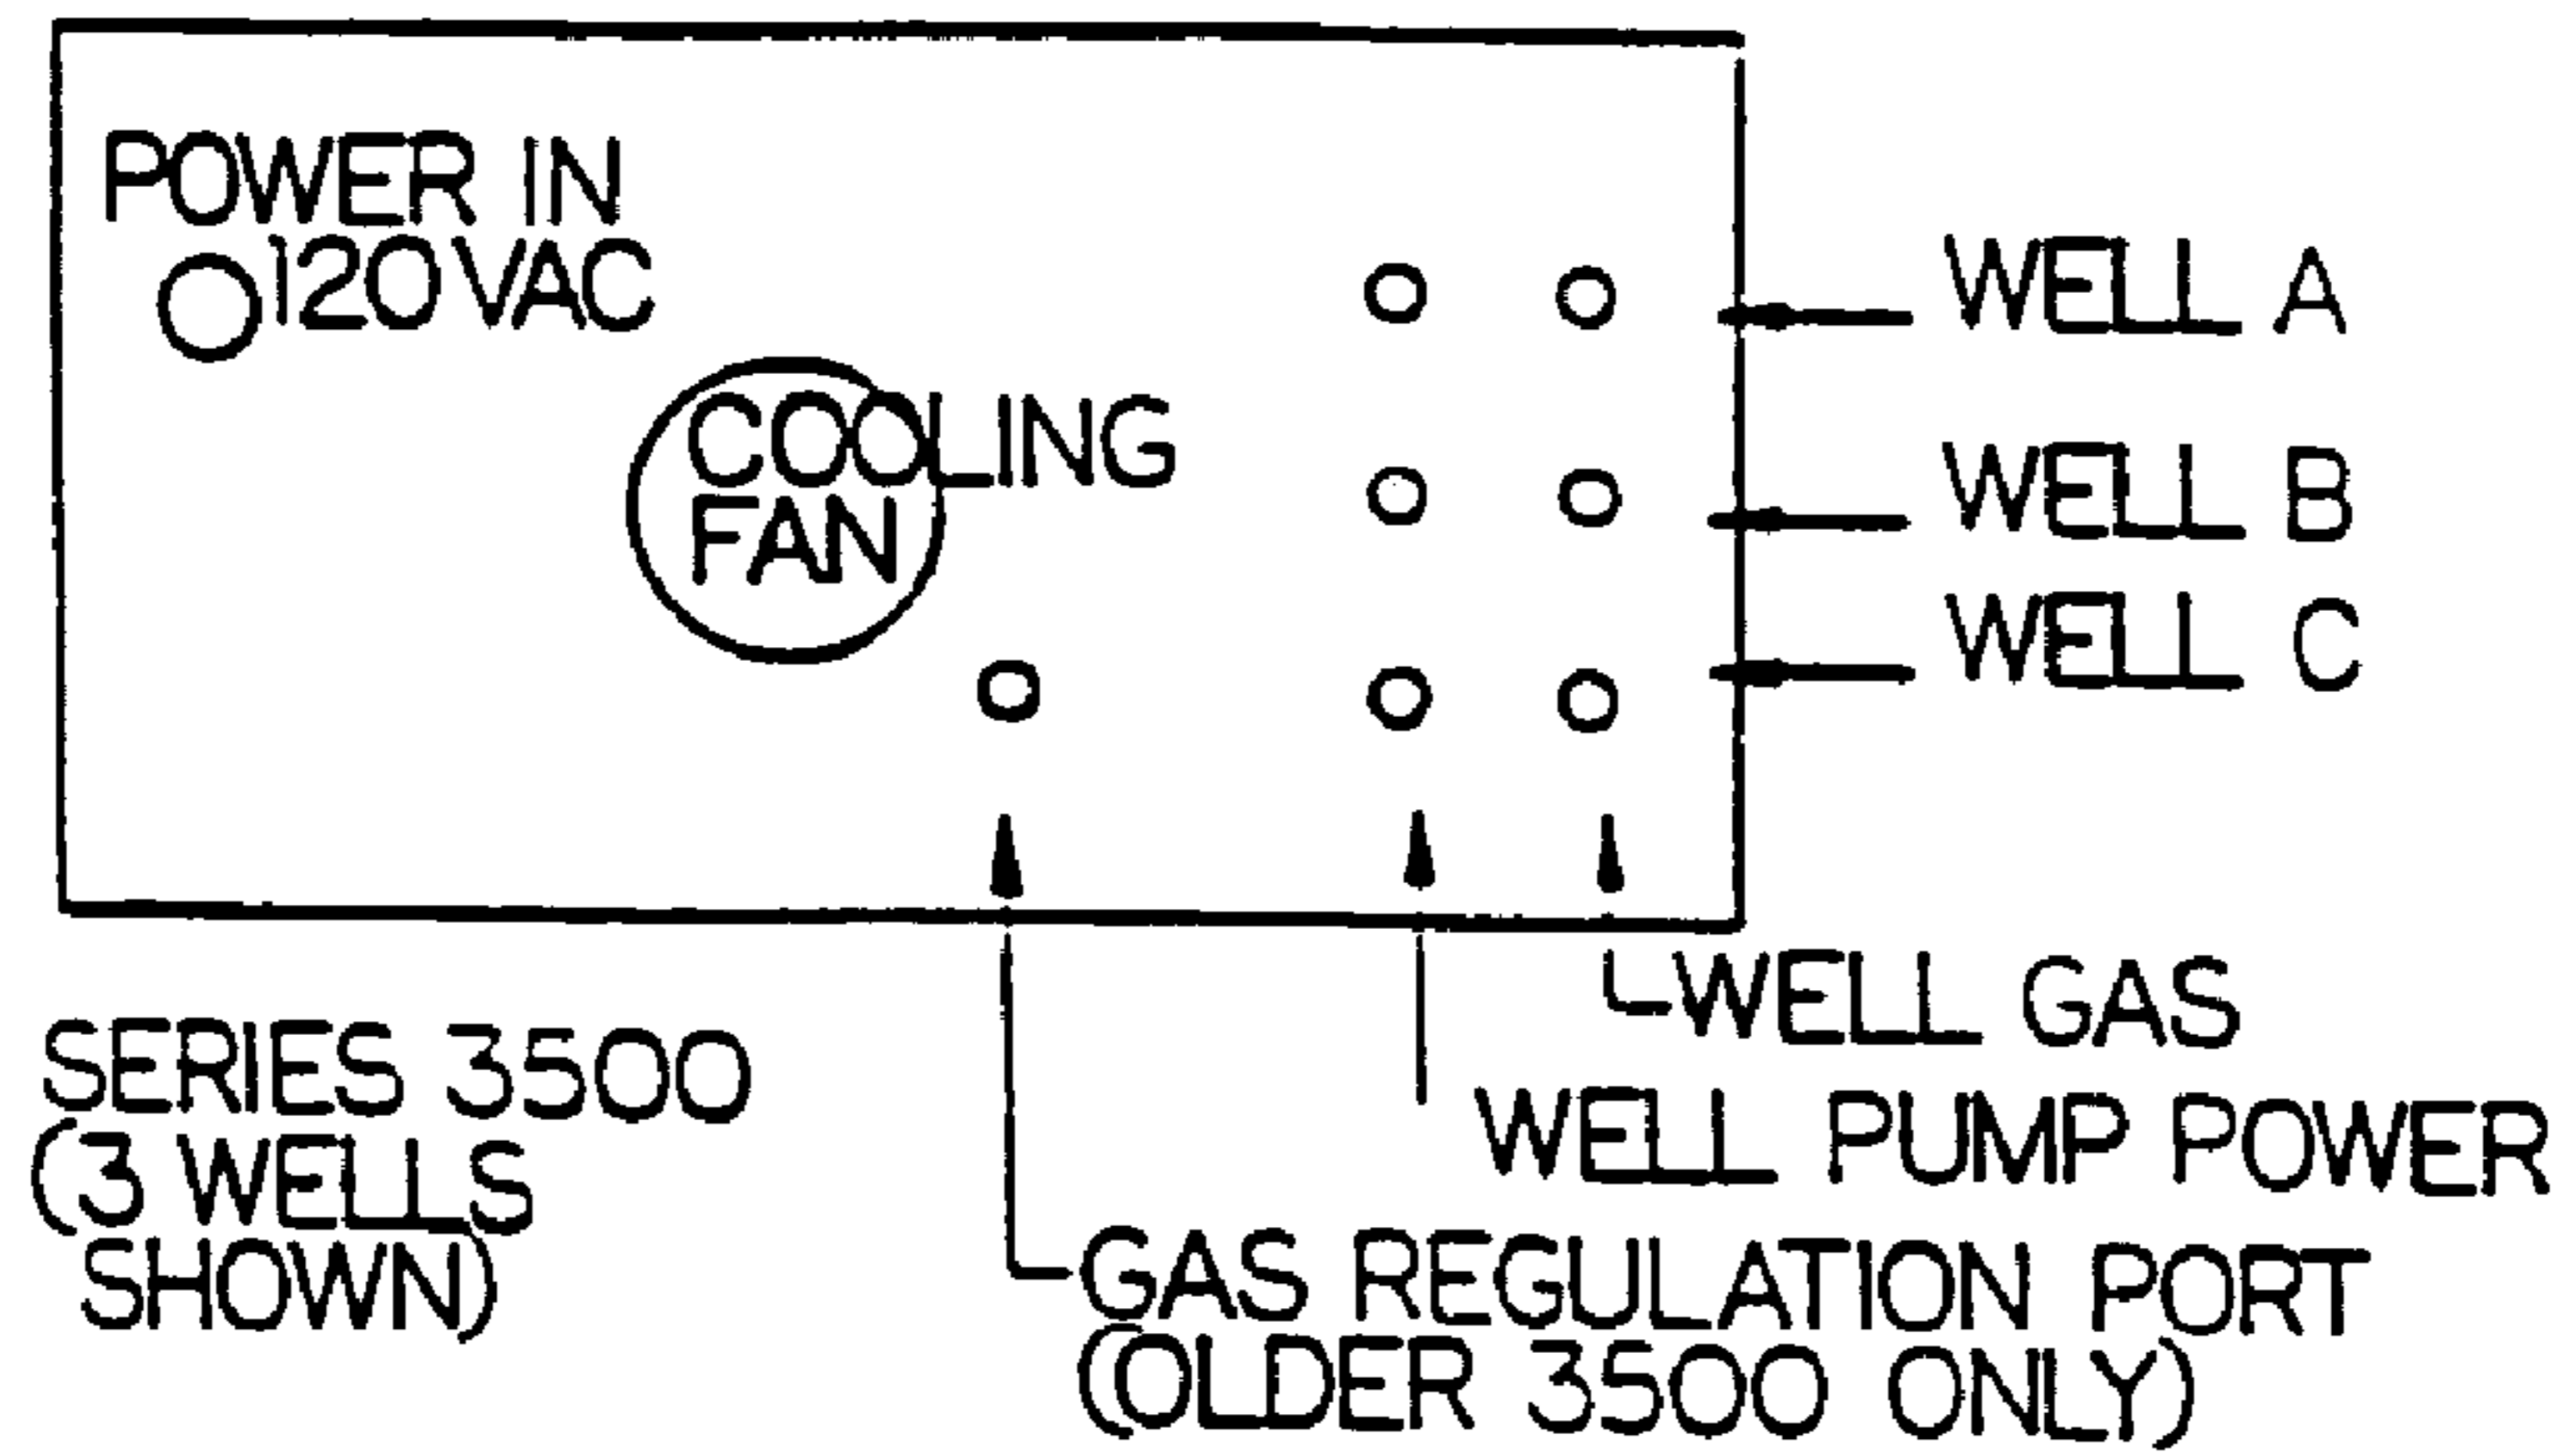 POWER IN
120VAC
COOLING
FAN
WELL A
WELL B
WELL C
WELL GAS
WELL PUMP POWER
GAS REGULATION PORT
(OLDER 3500 ONLY)
SERIES 3500
(3 WELLS
SHOWN)